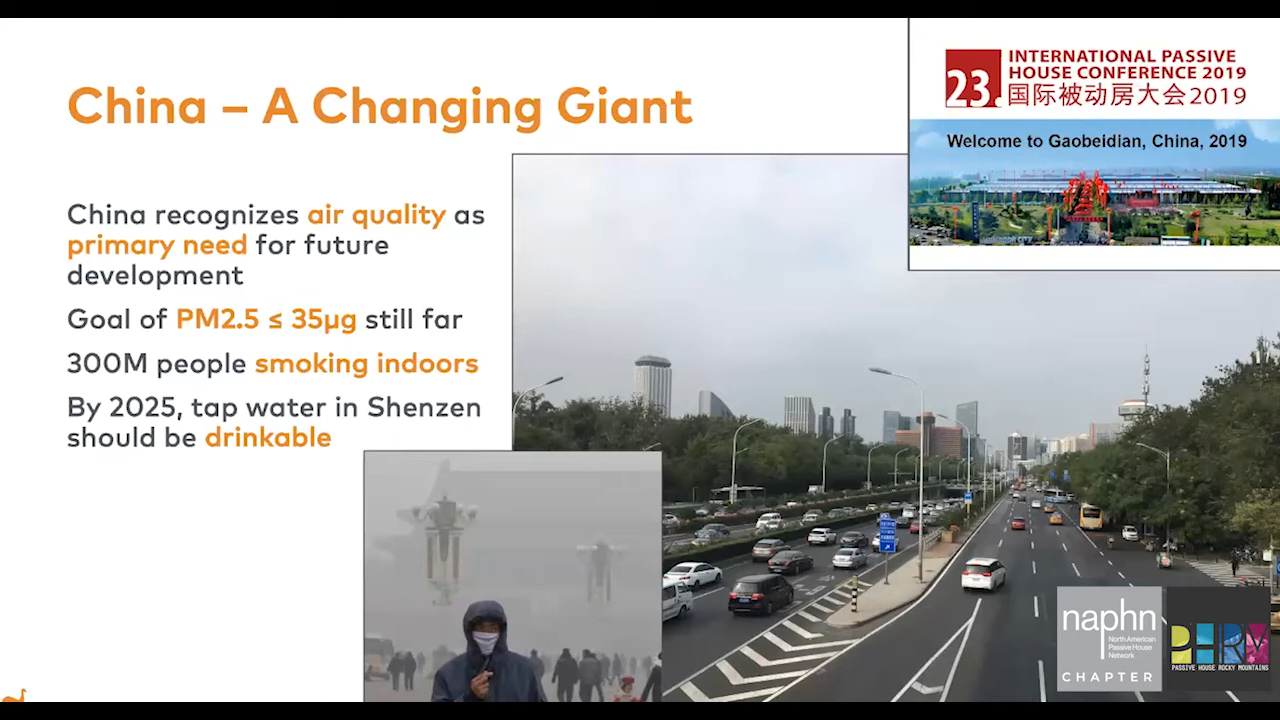 China – A Changing Giant
China recognizes air quality as
primary need for future
development
Goal of PM2.5 ≤ 35µg still far
300M people smoking indoors
By 2025, tap water in Shenzen
should be drinkable
23.
INTERNATIONAL PASSIVE
HOUSE CONFERENCE 2019
国际被动房大会2019
Welcome to Gaobeidian, China, 2019
naphn
North American
Passive House
Network
CHAPTER
PHRM
PASSIVE HOUSE ROCKY MOUNTAINS